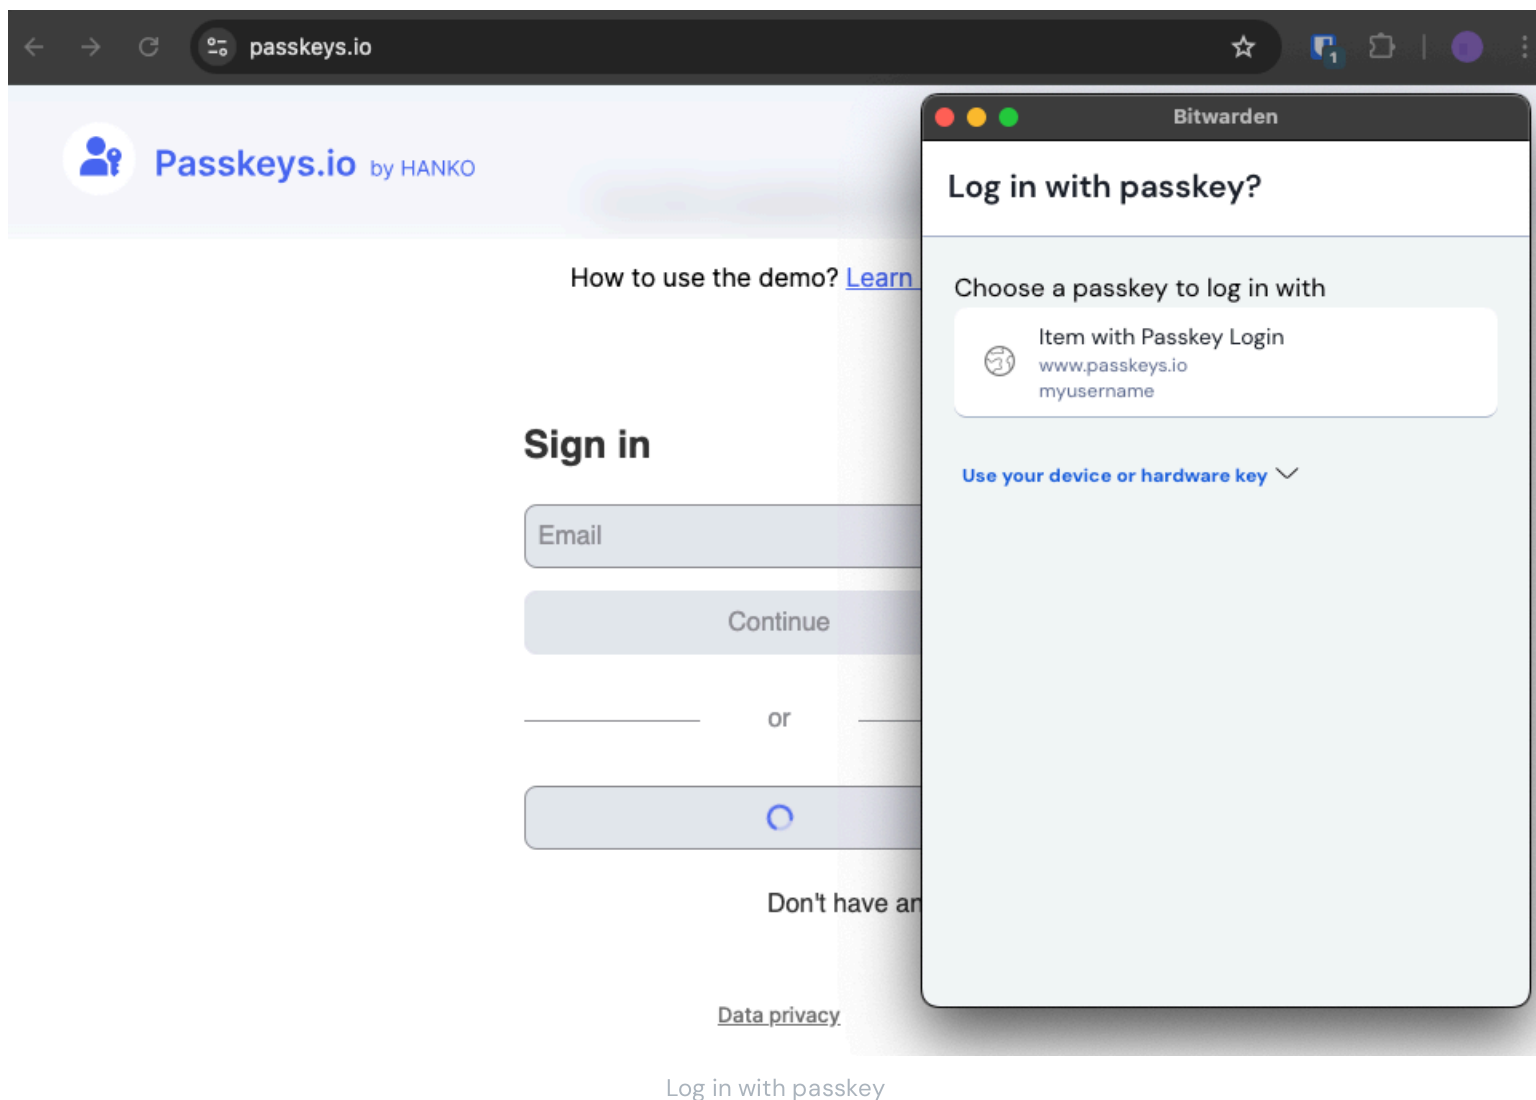 passkeys.io
1
Passkeys.io by HANKO
How to use the demo? Learn
Sign in
Email
Continue
or
Don't have an
Data privacy
Bitwarden
Log in with passkey?
Choose a passkey to log in with
Item with Passkey Login
www.passkeys.io
myusername
Use your device or hardware key
Log in with passkey